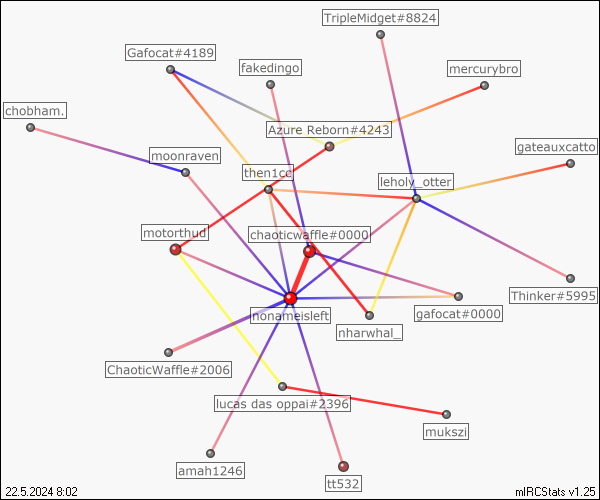 TripleMidget#8824
Gafocat#4189
fakedingo
mercurybro
chobham.
Azure Reborn#4243
gateauxcatto
moonraven
then1cc
leholy_otter
motorthud
chaoticwaffle#0000
Thinker#5995
nonameisleft
gafocat#0000
nharwhal_
ChaoticWaffle#2006
lucas das oppai#2396
mukszi
amah1246
tt532
22.5.2024 8:02
mIRCStats v1.25